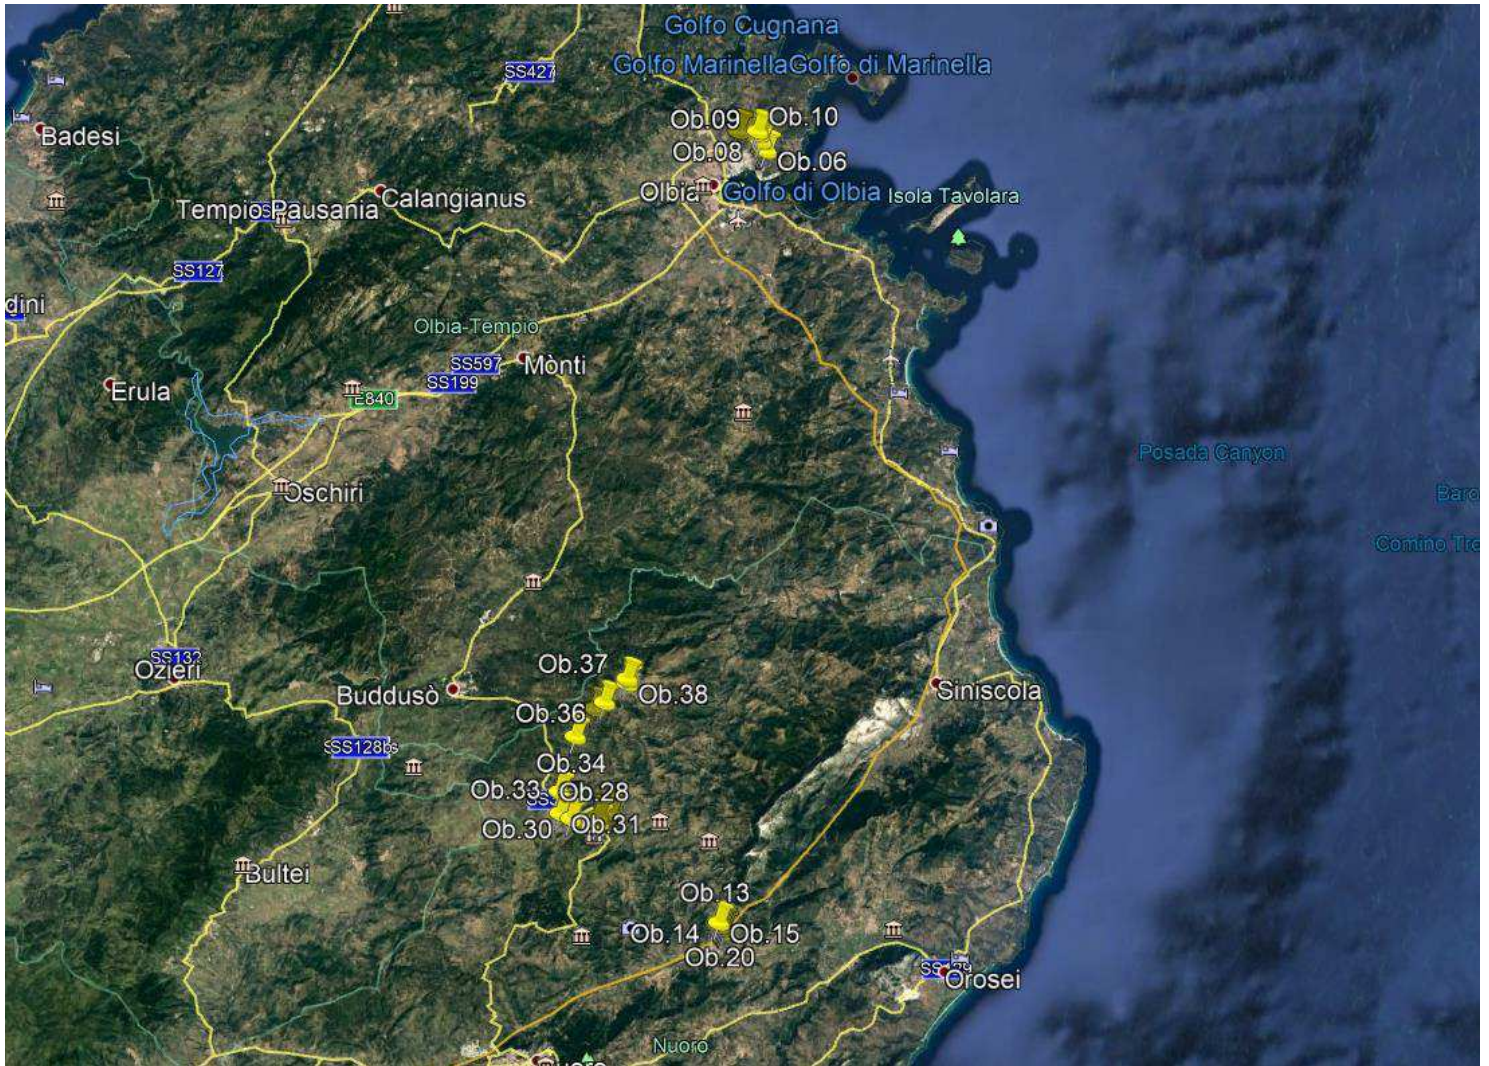 Golfo Cugnana
Golfo Marinella
Golfo di Marinella
SS427
Ob.09
Ob.10
Badesi
Ob.08
Ob.06
Calangianus
Olbia
Golfo di Olbia
Isola Tavolara
Tempio Pausania
SS127
dini
Olbia-Tempio
SS597
Mònti
SS199
Erula
E840
Posada Canyon
Oschiri
Baro
Comino Tro
SS132
Ob.37
Ozieri
Buddusò
Ob.38
Siniscola
Ob.36
SS128bis
Ob.34
Ob.33
Ob.28
Ob.30
Ob.31
Bultei
Ob.13
Ob.14
Ob.15
Ob.20
Orosei
Nuoro